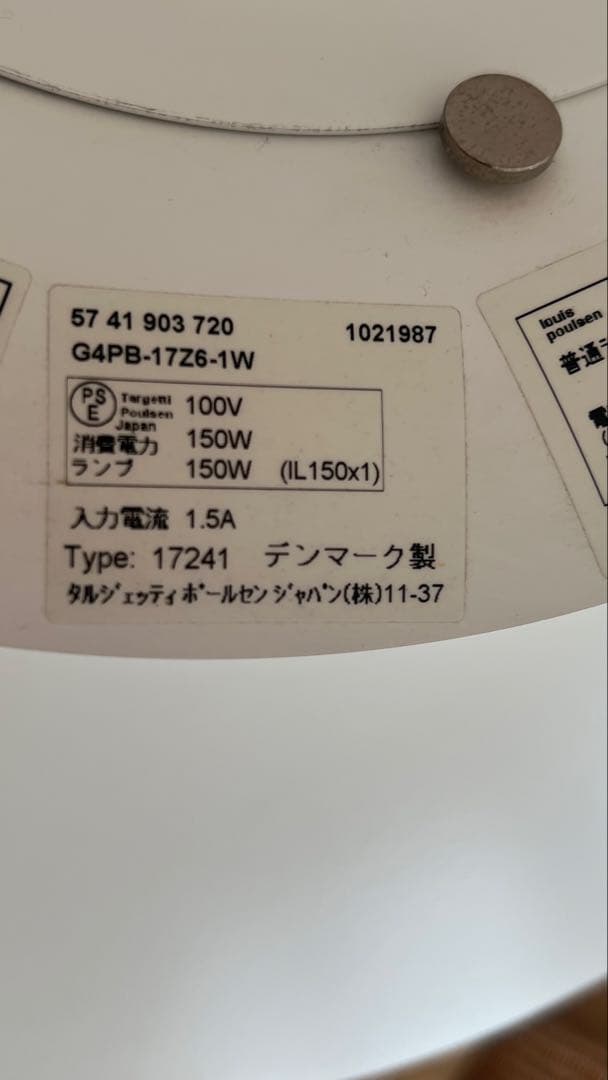 57 41 903 720
1021987
G4PB-17Z6-1W
PS
E
Targetti
Poulsen
Japan
100V
消費電力 150W
ランプ 150W (IL150x1)
入力電流 1.5A
Type: 17241 デンマーク製
ﾀﾙｼﾞｪｯﾃｨ ﾎﾟｰﾙｾﾝ ｼﾞｬﾊﾟﾝ(株)11-37
louis
poulsen
普通